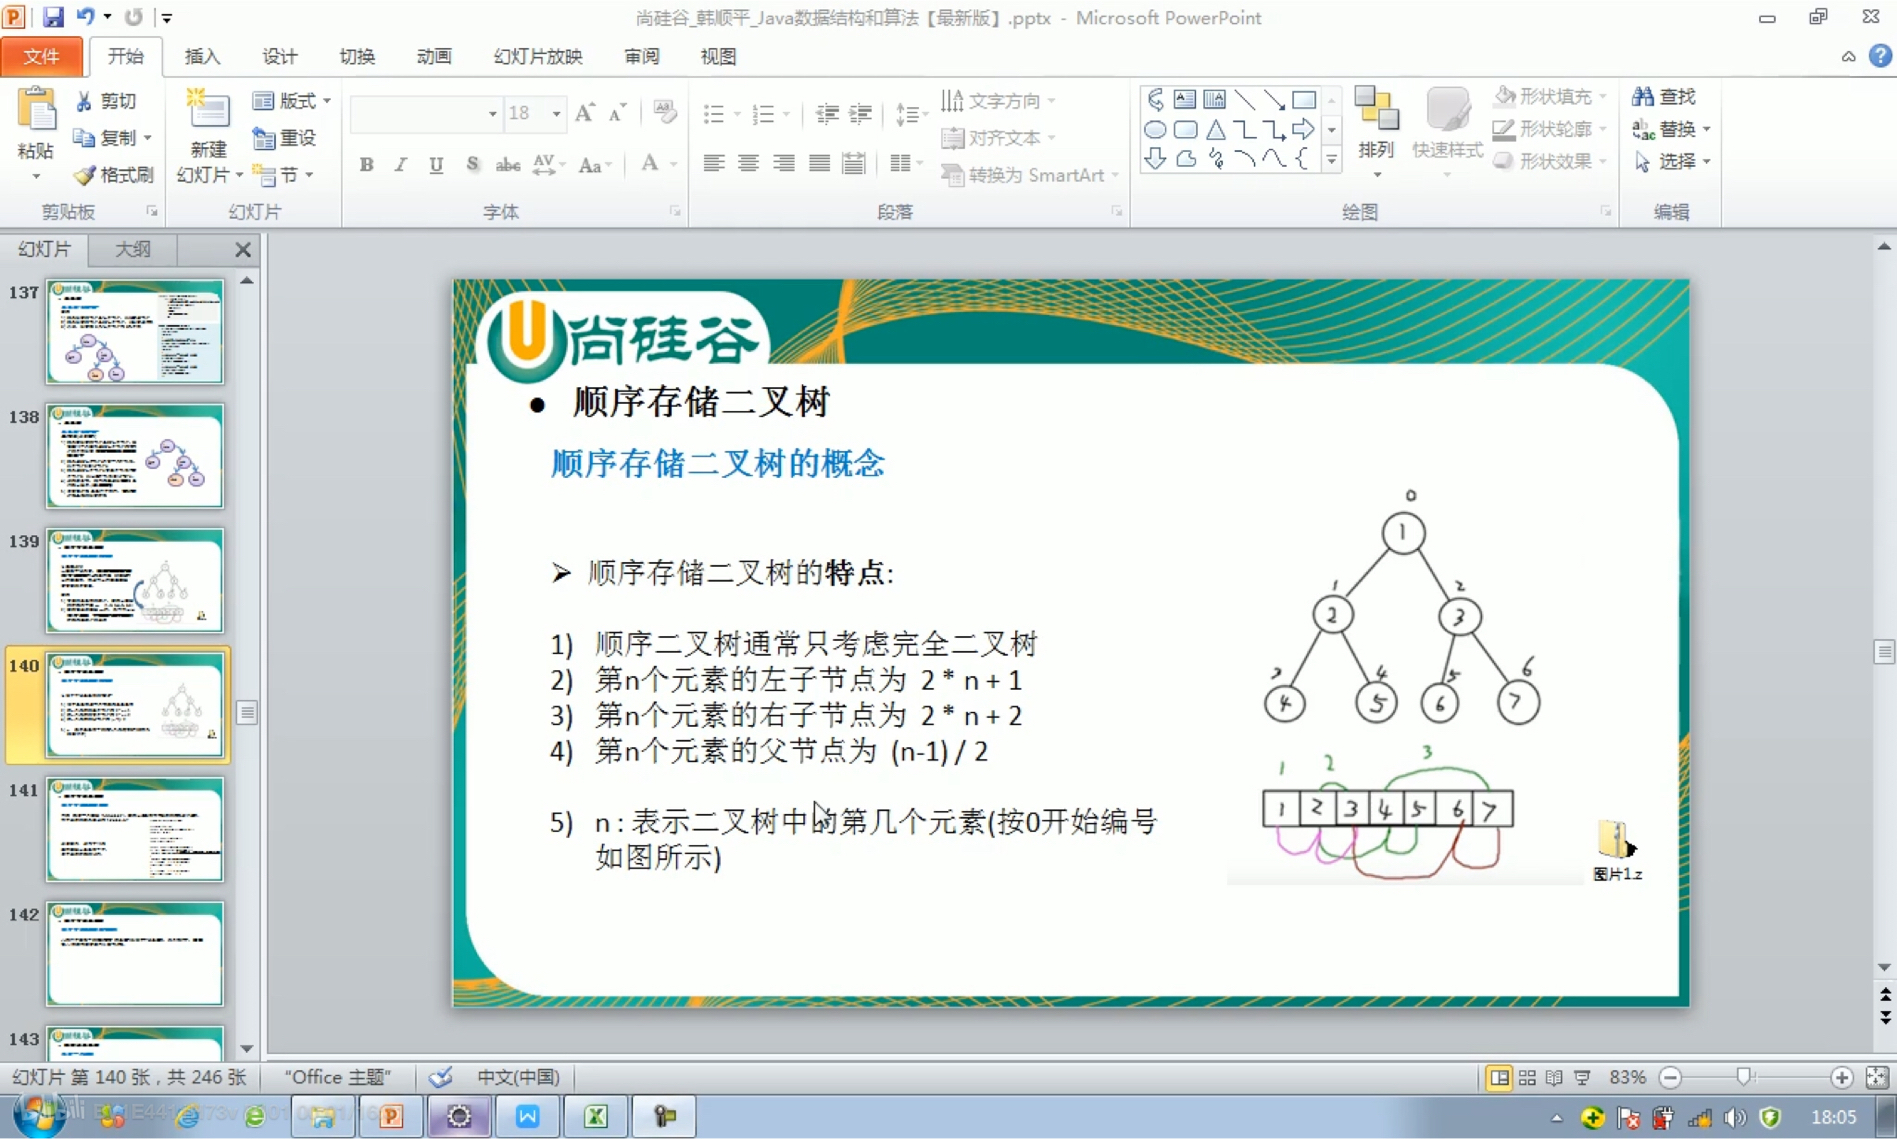 尚硅谷_韩顺平_Java数据结构和算法【最新版】.pptx - Microsoft PowerPoint
文件 开始 插入 设计 切换 动画 幻灯片放映 审阅 视图
剪切
复制
格式刷
粘贴
剪贴板
新建
幻灯片
版式
重设
节
幻灯片
18
B I U S abc AV Aa A
字体
文字方向
对齐文本
转换为 SmartArt
段落
排列
快速样式
形状填充
形状轮廓
形状效果
绘图
查找
替换
选择
编辑
幻灯片 大纲
137
138
139
140
141
142
143
尚硅谷
顺序存储二叉树
顺序存储二叉树的概念
顺序存储二叉树的特点:
1) 顺序二叉树通常只考虑完全二叉树
2) 第n个元素的左子节点为 2 * n + 1
3) 第n个元素的右子节点为 2 * n + 2
4) 第n个元素的父节点为 (n-1) / 2
5) n : 表示二叉树中的第几个元素(按0开始编号
如图所示)
0
1
1 2
2 3
3 4 5 6
4 5 6 7
1 2 3
1 2 3 4 5 6 7
图片1.z
幻灯片 第 140 张，共 246 张 "Office 主题" 中文(中国) 83%
18:05